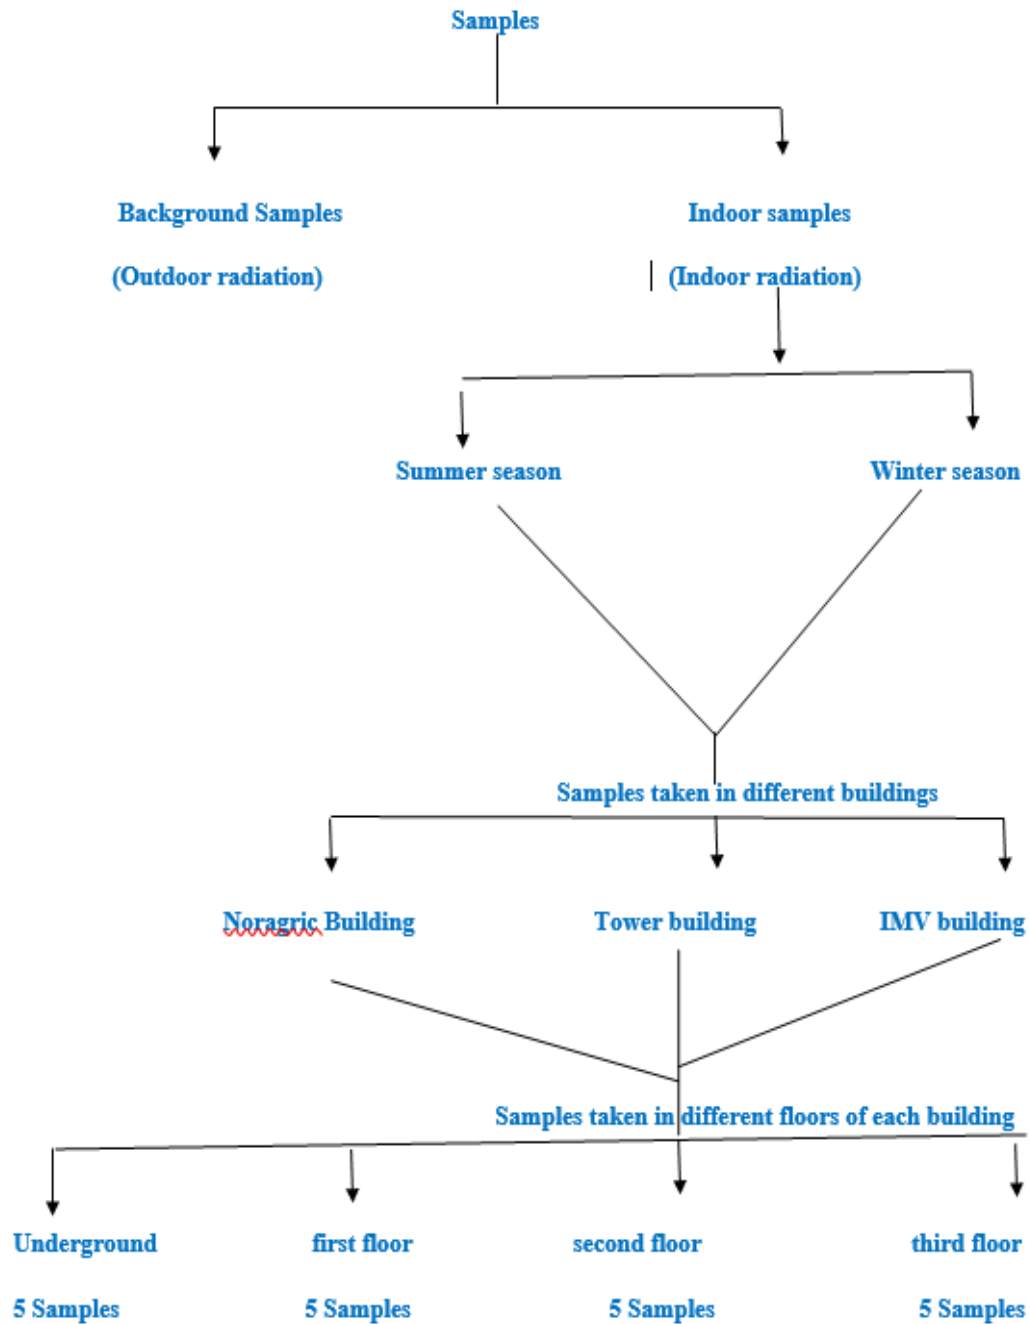 Samples
Background Samples
Indoor samples
(Outdoor radiation)
(Indoor radiation)
Summer season
Winter season
Samples taken in different buildings
Noragric Building
Tower building
IMV building
Samples taken in different floors of each building
Underground
first floor
second floor
third floor
5 Samples
5 Samples
5 Samples
5 Samples